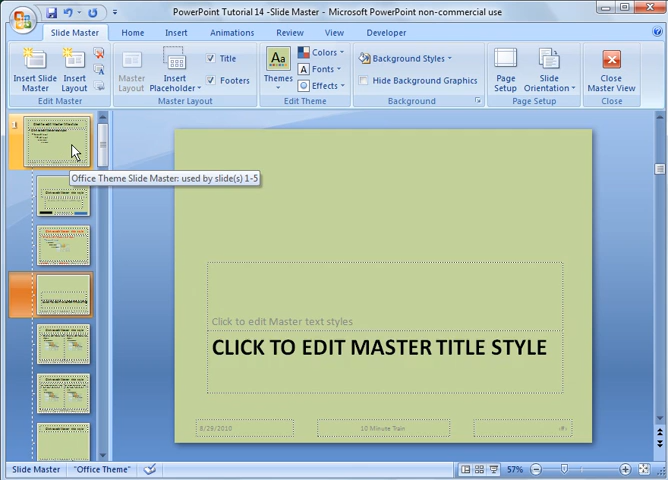 PowerPoint Tutorial 14 -Slide Master - Microsoft PowerPoint non-commercial use
Slide Master Home Insert Animations Review View Developer
Insert Slide Master
Insert Layout
Edit Master
Master Layout
Insert Placeholder
Title
Footers
Master Layout
Themes
Colors
Fonts
Effects
Edit Theme
Background Styles
Hide Background Graphics
Background
Page Setup
Slide Orientation
Page Setup
Close Master View
Close
1
Office Theme Slide Master: used by slide(s) 1-5
Click to edit Master text styles
CLICK TO EDIT MASTER TITLE STYLE
8/29/2010
10 Minute Train
‹#›
Slide Master "Office Theme" 57%